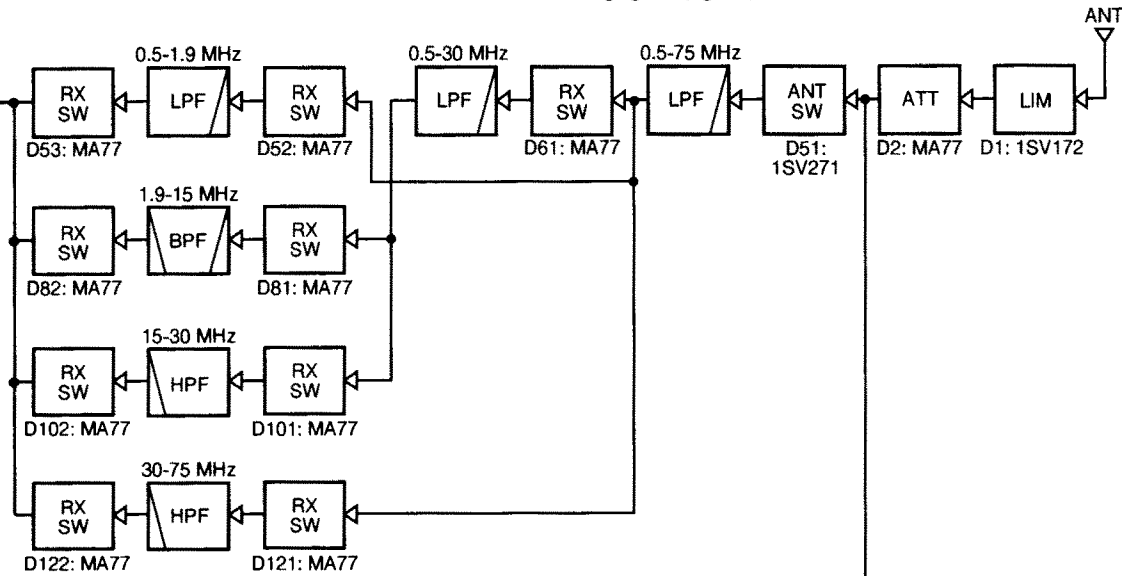 ANT
0.5-1.9 MHz
0.5-30 MHz
0.5-75 MHz
RX
SW
LPF
RX
SW
LPF
RX
SW
LPF
ANT
SW
ATT
LIM
D53: MA77
D52: MA77
D61: MA77
D51:
1SV271
D2: MA77
D1: 1SV172
1.9-15 MHz
RX
SW
BPF
RX
SW
D82: MA77
D81: MA77
15-30 MHz
RX
SW
HPF
RX
SW
D102: MA77
D101: MA77
30-75 MHz
RX
SW
HPF
RX
SW
D122: MA77
D121: MA77